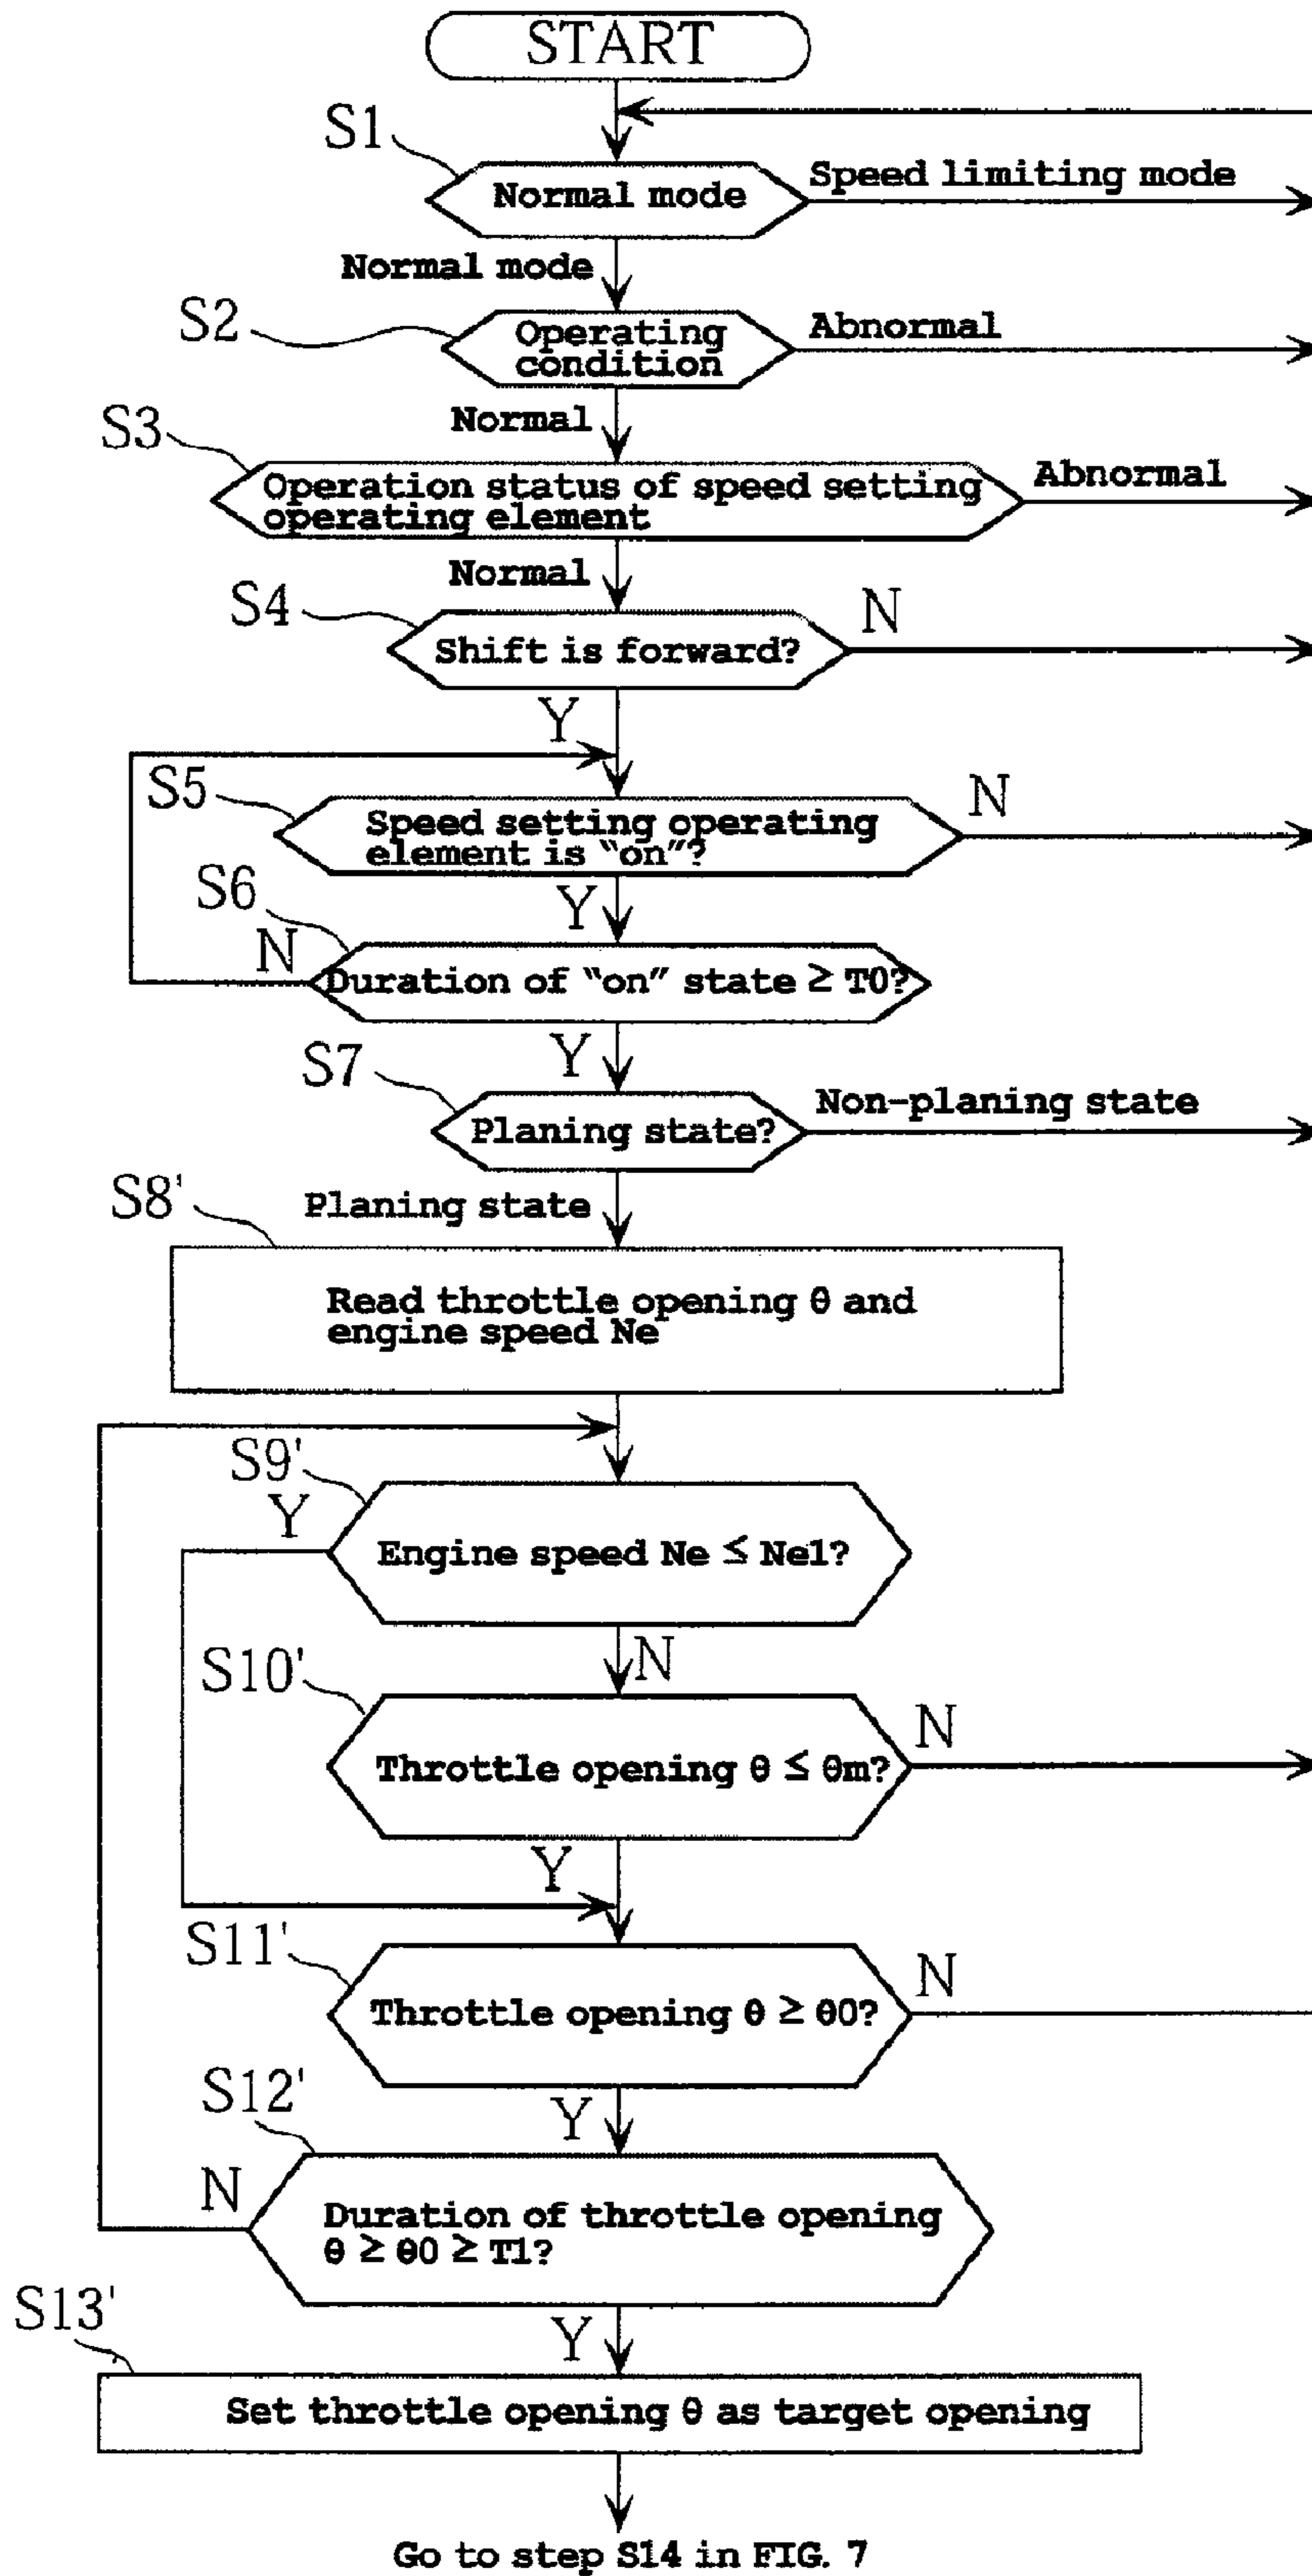 START
S1
Normal mode
Speed limiting mode
Normal mode
S2
Operating
condition
Abnormal
Normal
S3
Operation status of speed setting
operating element
Abnormal
Normal
S4
Shift is forward?
N
Y
S5
Speed setting operating
element is “on”?
N
S6
Y
N
Duration of “on” state ≥ T0?
Y
S7
Planing state?
Non-planing state
S8'
Planing state
Read throttle opening θ and
engine speed Ne
S9'
Y
Engine speed Ne ≤ Ne1?
N
S10'
Throttle opening θ ≤ θm?
N
Y
S11'
Throttle opening θ ≥ θ0?
N
S12'
Y
N
Duration of throttle opening
θ ≥ θ0 ≥ T1?
S13'
Y
Set throttle opening θ as target opening
Go to step S14 in FIG. 7